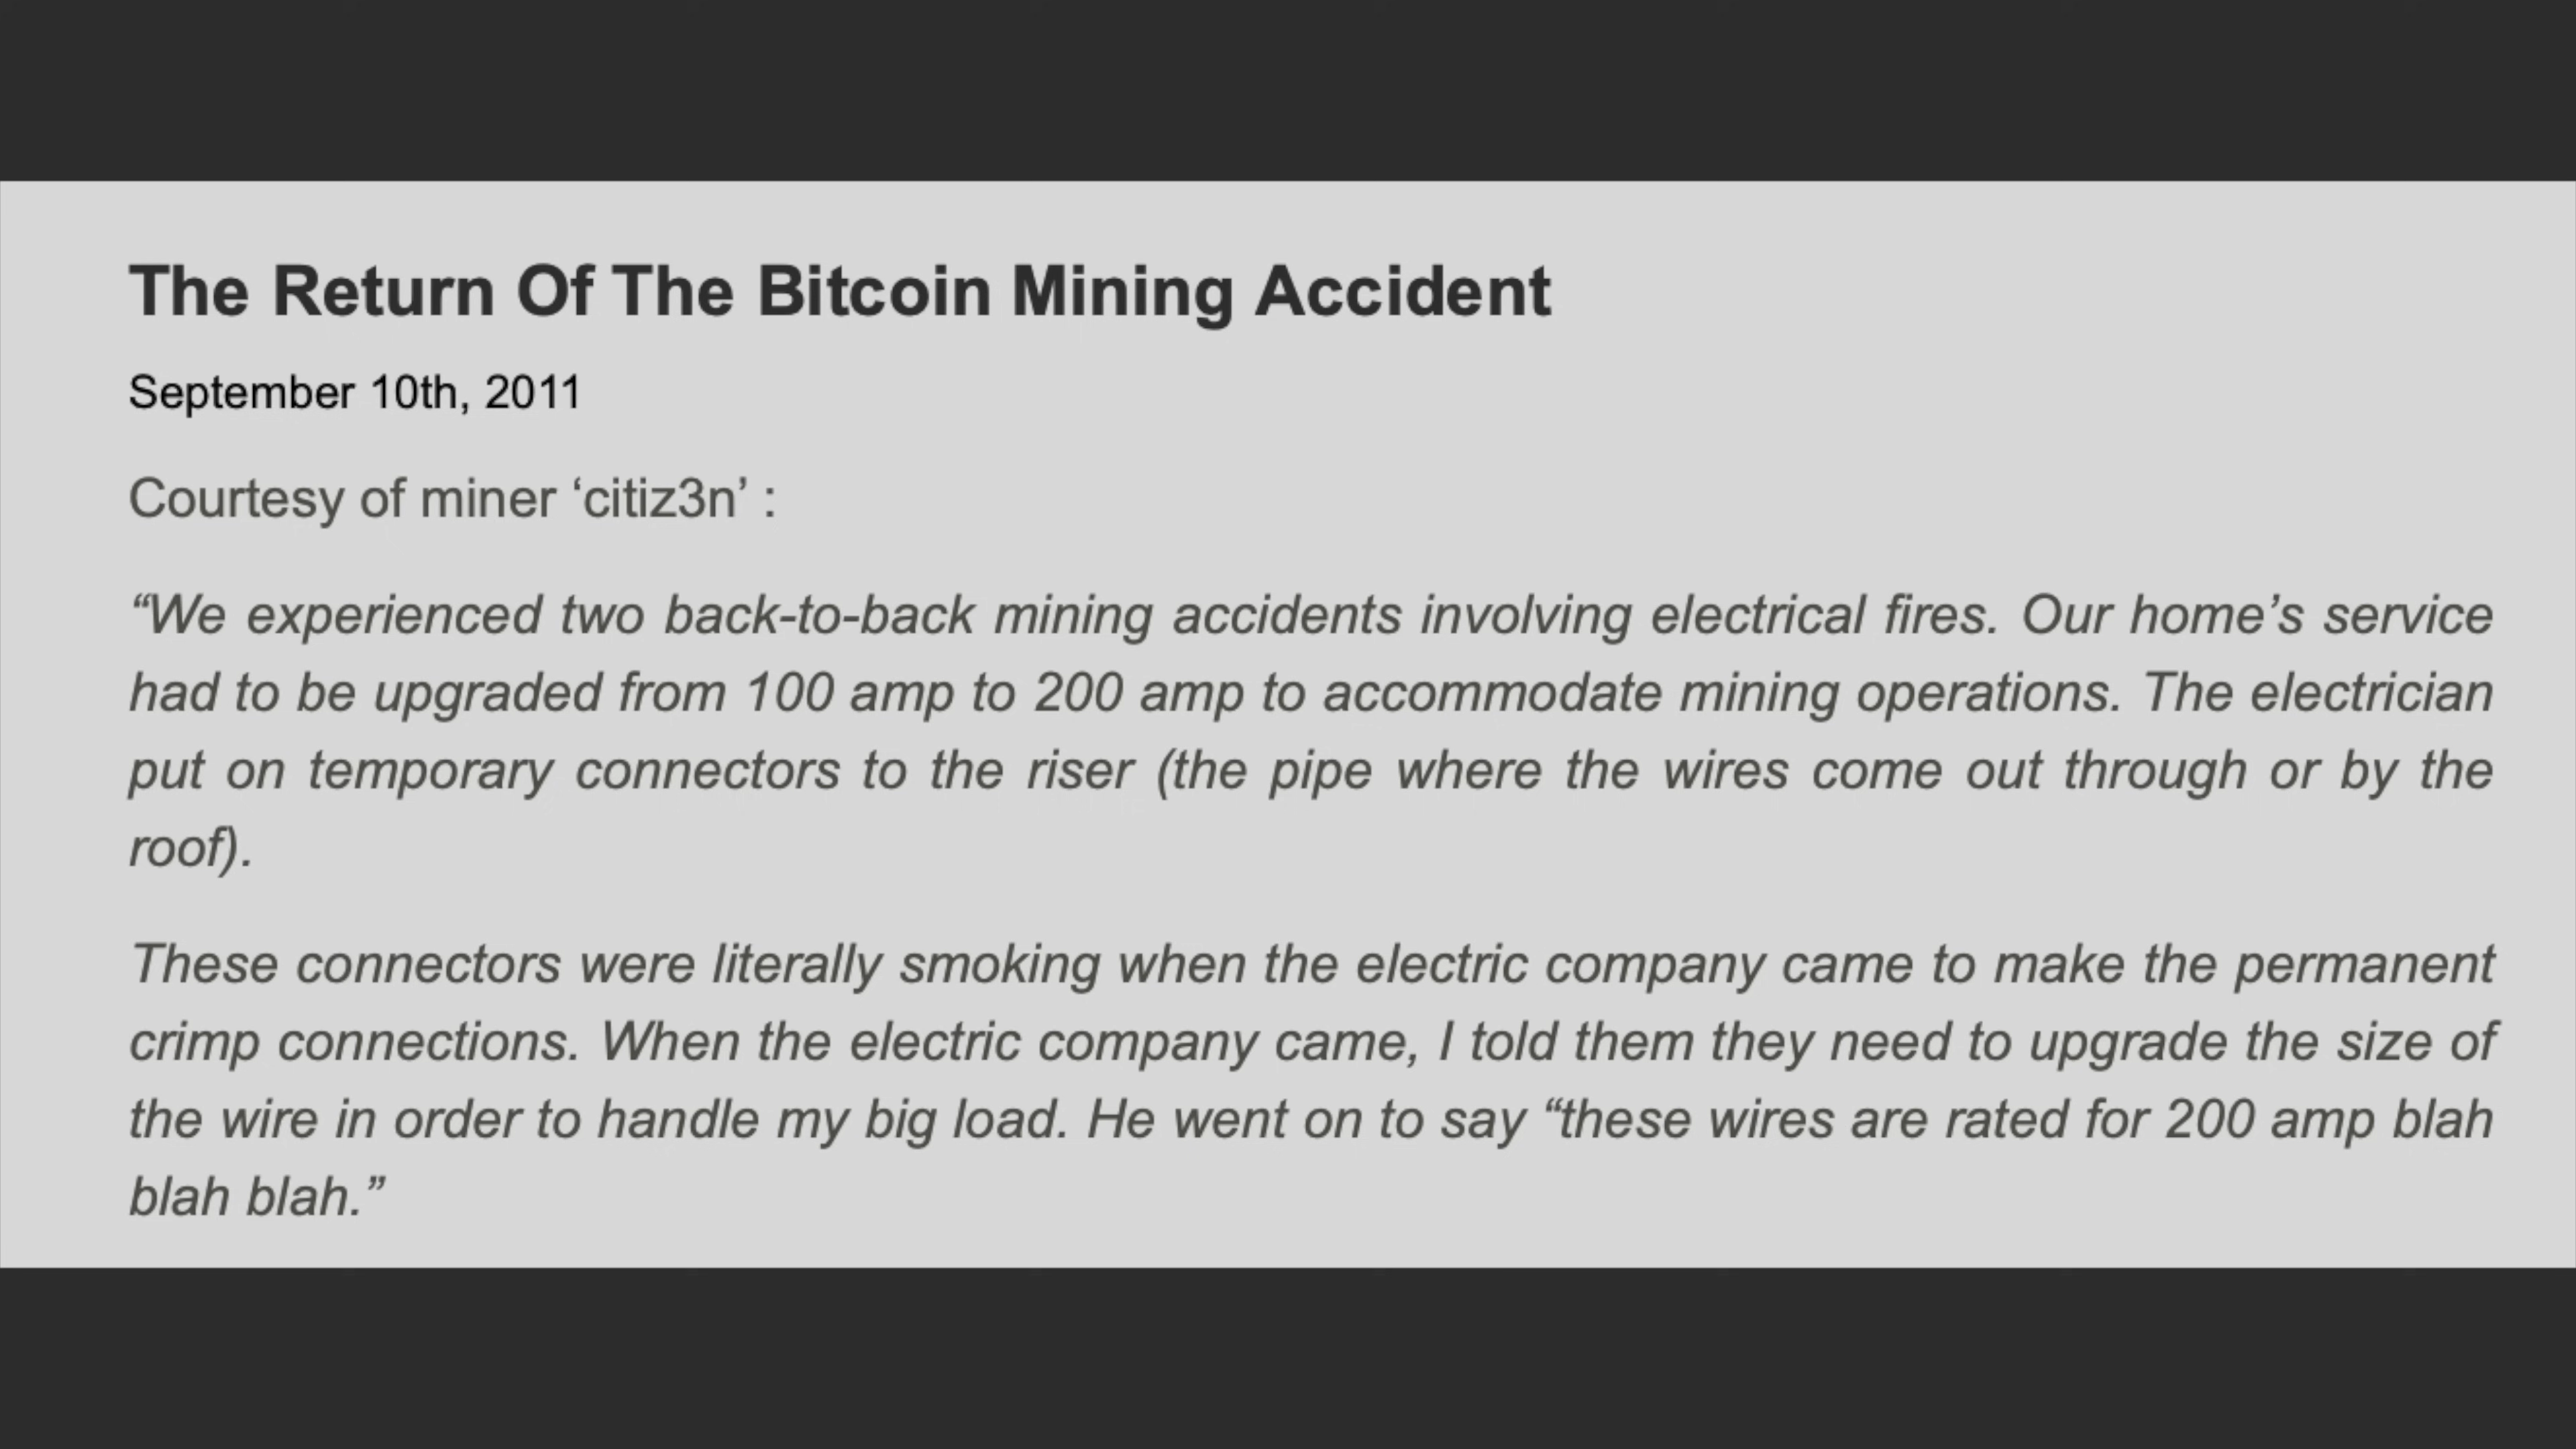 The Return Of The Bitcoin Mining Accident
September 10th, 2011
Courtesy of miner ‘citiz3n’ :
“We experienced two back-to-back mining accidents involving electrical fires. Our home’s service
had to be upgraded from 100 amp to 200 amp to accommodate mining operations. The electrician
put on temporary connectors to the riser (the pipe where the wires come out through or by the
roof).
These connectors were literally smoking when the electric company came to make the permanent
crimp connections. When the electric company came, I told them they need to upgrade the size of
the wire in order to handle my big load. He went on to say “these wires are rated for 200 amp blah
blah blah.”